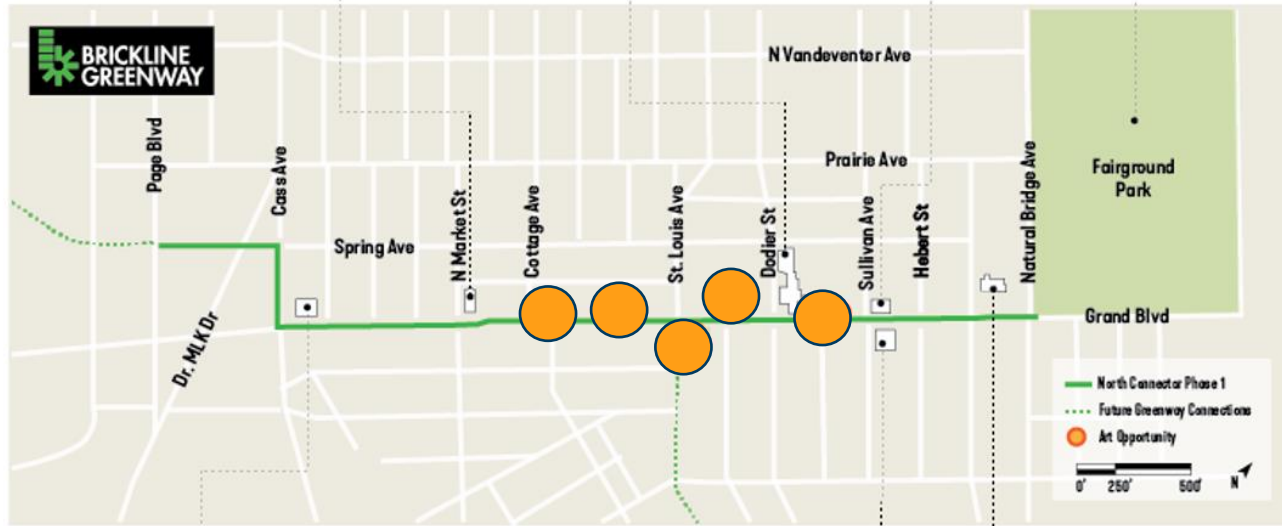 BRICKLINE
GREENWAY
N Vandeventer Ave
Page Blvd
Cass Ave
Prairie Ave
Fairground
Park
Spring Ave
N Market St
Cottage Ave
St. Louis Ave
Dodier St
Sullivan Ave
Hebert St
Natural Bridge Ave
Dr. MLK Dr
Grand Blvd
North Connector Phase 1
Future Greenway Connections
Art Opportunity
0' 250' 500' N